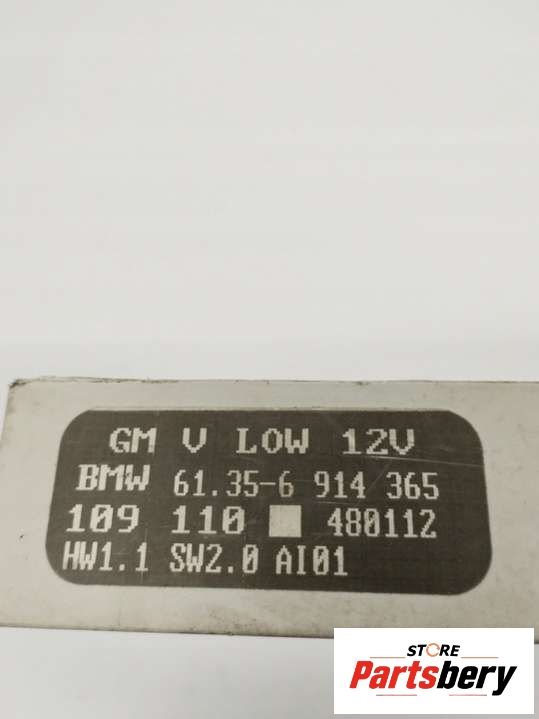 GM V LOW 12V
BMW 61.35-6 914 365
109 110 480112
HW1.1 SW2.0 AI01
STORE
Partsbery